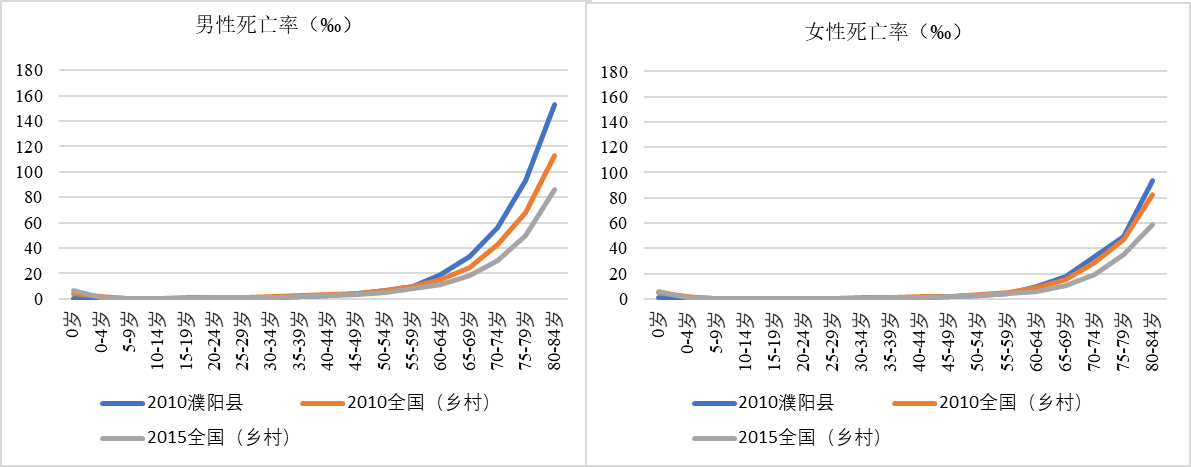 男性死亡率（‰）
180
160
140
120
100
80
60
40
20
0
0岁
0-4岁
5-9岁
10-14岁
15-19岁
20-24岁
25-29岁
30-34岁
35-39岁
40-44岁
45-49岁
50-54岁
55-59岁
60-64岁
65-69岁
70-74岁
75-79岁
80-84岁
2010濮阳县
2010全国（乡村）
2015全国（乡村）
女性死亡率（‰）
180
160
140
120
100
80
60
40
20
0
0岁
0-4岁
5-9岁
10-14岁
15-19岁
20-24岁
25-29岁
30-34岁
35-39岁
40-44岁
45-49岁
50-54岁
55-59岁
60-64岁
65-69岁
70-74岁
75-79岁
80-84岁
2010濮阳县
2010全国（乡村）
2015全国（乡村）